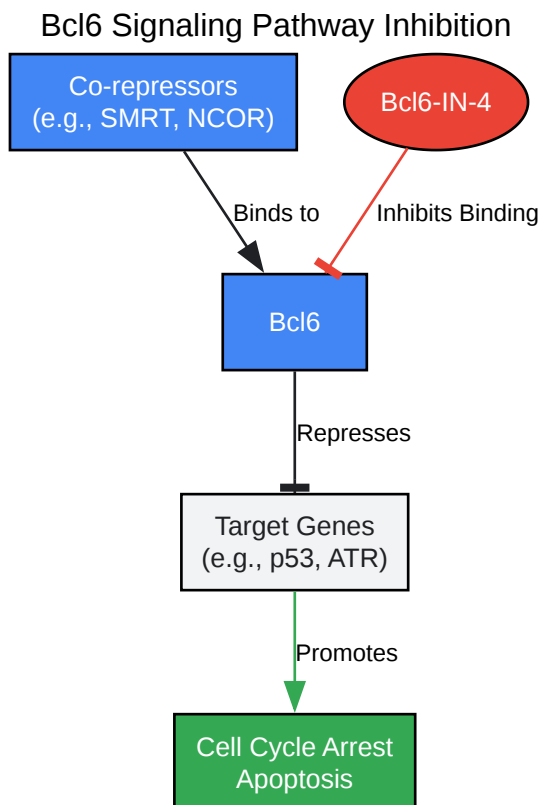 Bcl6 Signaling Pathway Inhibition
Co-repressors
(e.g., SMRT, NCOR)
Bcl6-IN-4
Binds to
Inhibits Binding
Bcl6
Represses
Target Genes
(e.g., p53, ATR)
Promotes
Cell Cycle Arrest
Apoptosis